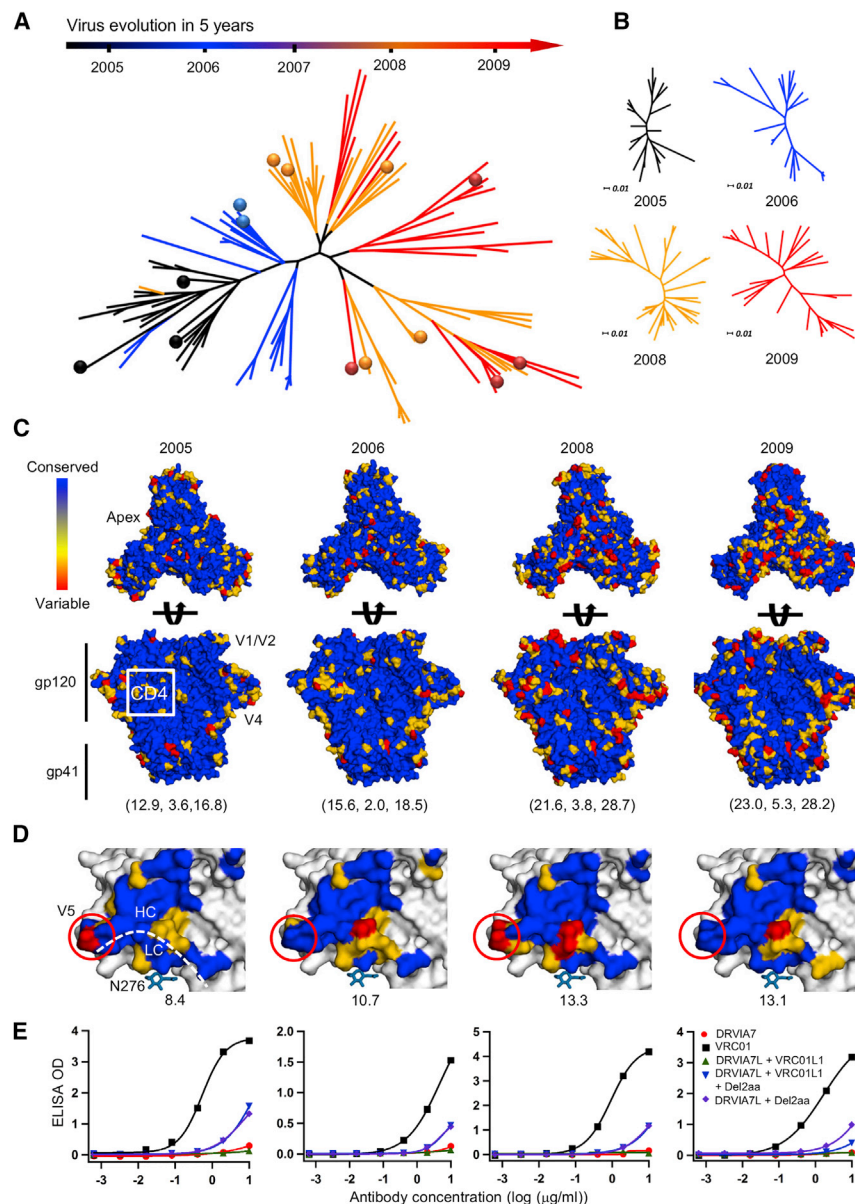 A
Virus evolution in 5 years
2005 2006 2007 2008 2009
B
0.01 0.01
2005 2006
0.01 0.01
2008 2009
C
2005 2006 2008 2009
Conserved
Apex
Variable
V1/V2
gp120
CD4
V4
gp41
(12.9, 3.6,16.8) (15.6, 2.0, 18.5) (21.6, 3.8, 28.7) (23.0, 5.3, 28.2)
D
V5
HC
LC
N276
8.4 10.7 13.3 13.1
E
ELISA OD
4 3 2 1 0
2.0 1.5 1.0 0.5 0.0
5 4 3 2 1 0
4 3 2 1 0
DRVIA7
VRC01
DRVIA7L + VRC01L1
DRVIA7L + VRC01L1
+ Del2aa
DRVIA7L + Del2aa
-3 -2 -1 0 1 -3 -2 -1 0 1 -3 -2 -1 0 1 -3 -2 -1 0 1
Antibody concentration (log (μg/ml))